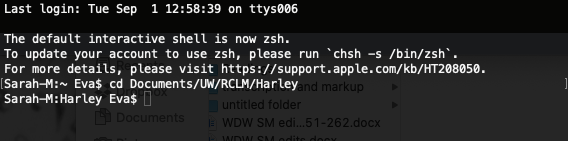 Last login: Tue Sep  1 12:58:39 on ttys006

The default interactive shell is now zsh.
To update your account to use zsh, please run `chsh -s /bin/zsh`.
For more details, please visit https://support.apple.com/kb/HT208050.
[Sarah-M:~ Eva$ cd Documents/UW/RCLM/Harley ]
Sarah-M:Harley Eva$
and markup
untitled folder
Documents
WDW SM edi...51-262.docx
WDW SM edits.docx